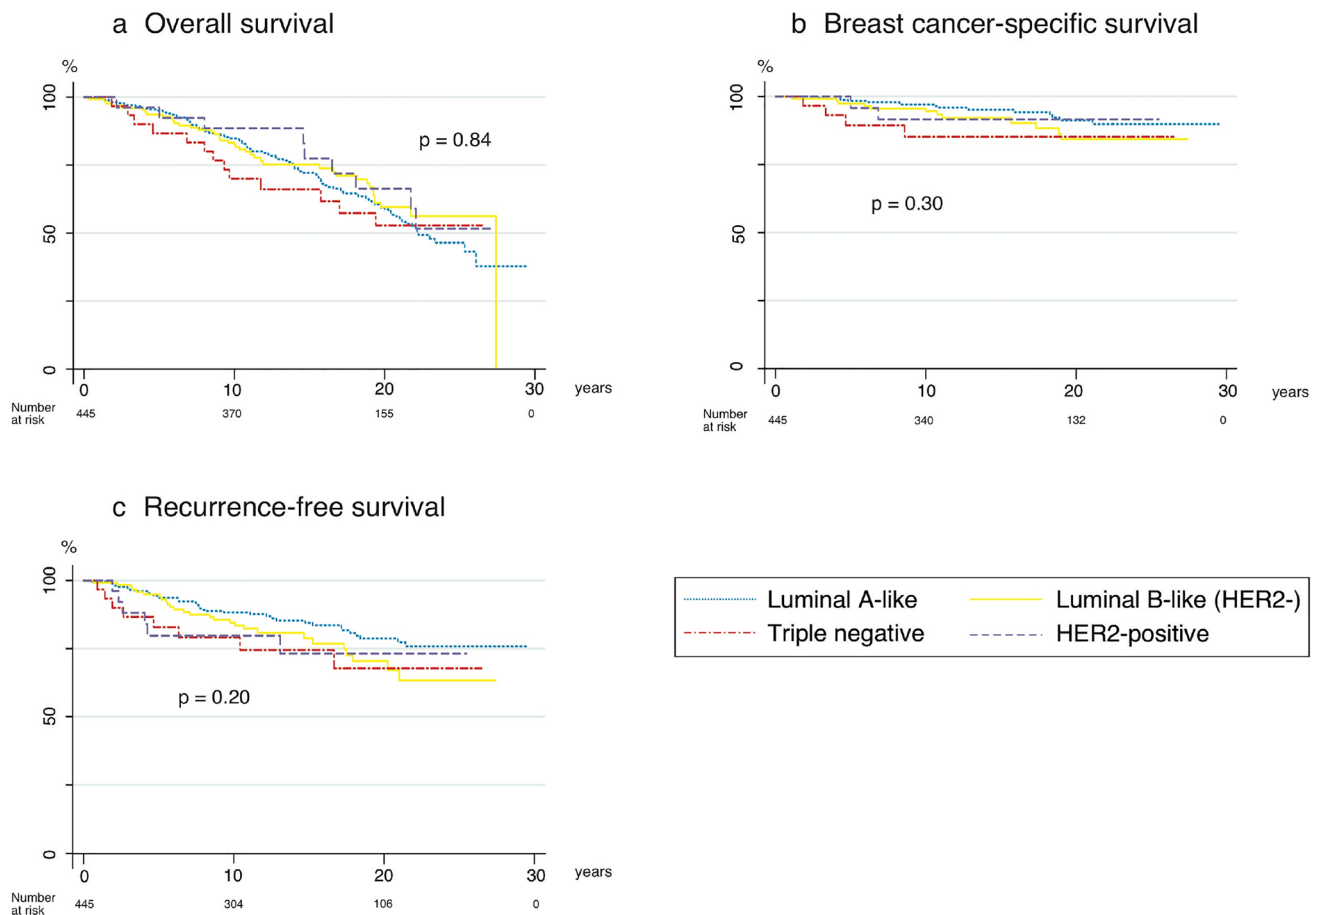 a Overall survival
%
100
50
0
p = 0.84
0 10 20 30 years
Number
at risk
445 370 155 0
b Breast cancer-specific survival
%
100
50
0
p = 0.30
0 10 20 30 years
Number
at risk
445 340 132 0
c Recurrence-free survival
%
100
50
0
p = 0.20
0 10 20 30 years
Number
at risk
445 304 106 0
Luminal A-like Luminal B-like (HER2-)
Triple negative HER2-positive